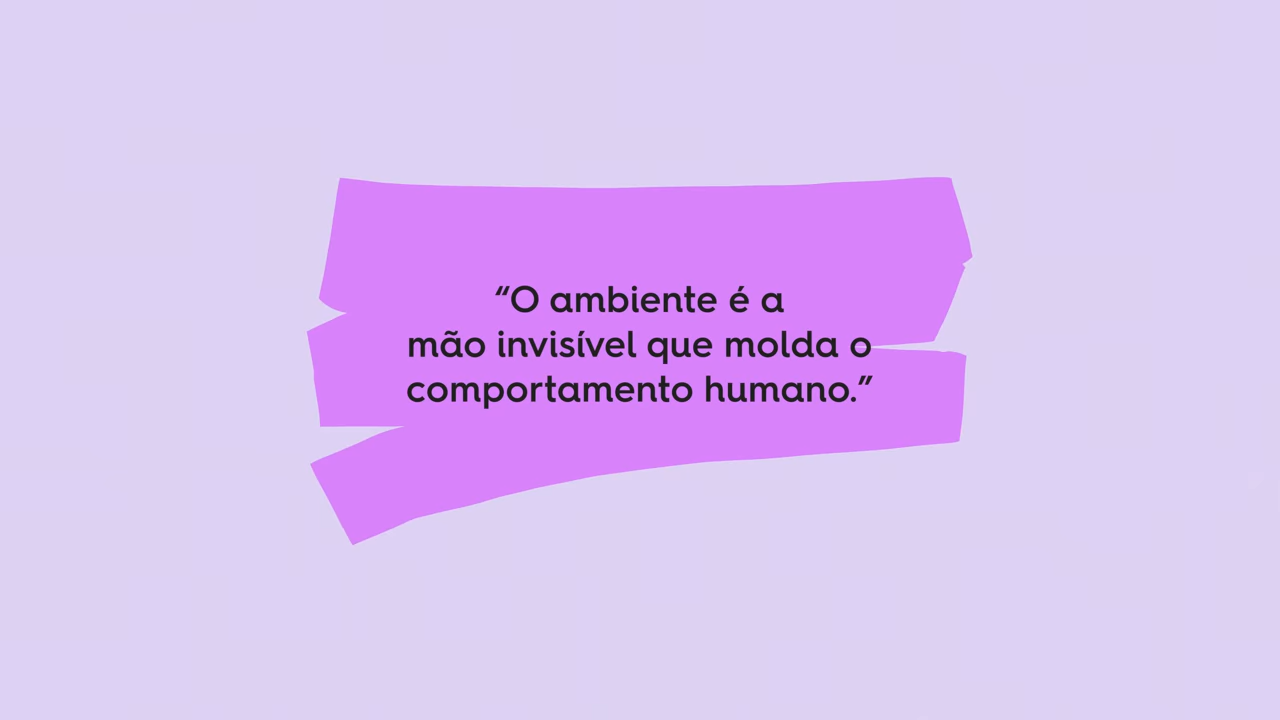 “O ambiente é a
mão invisível que molda o
comportamento humano.”